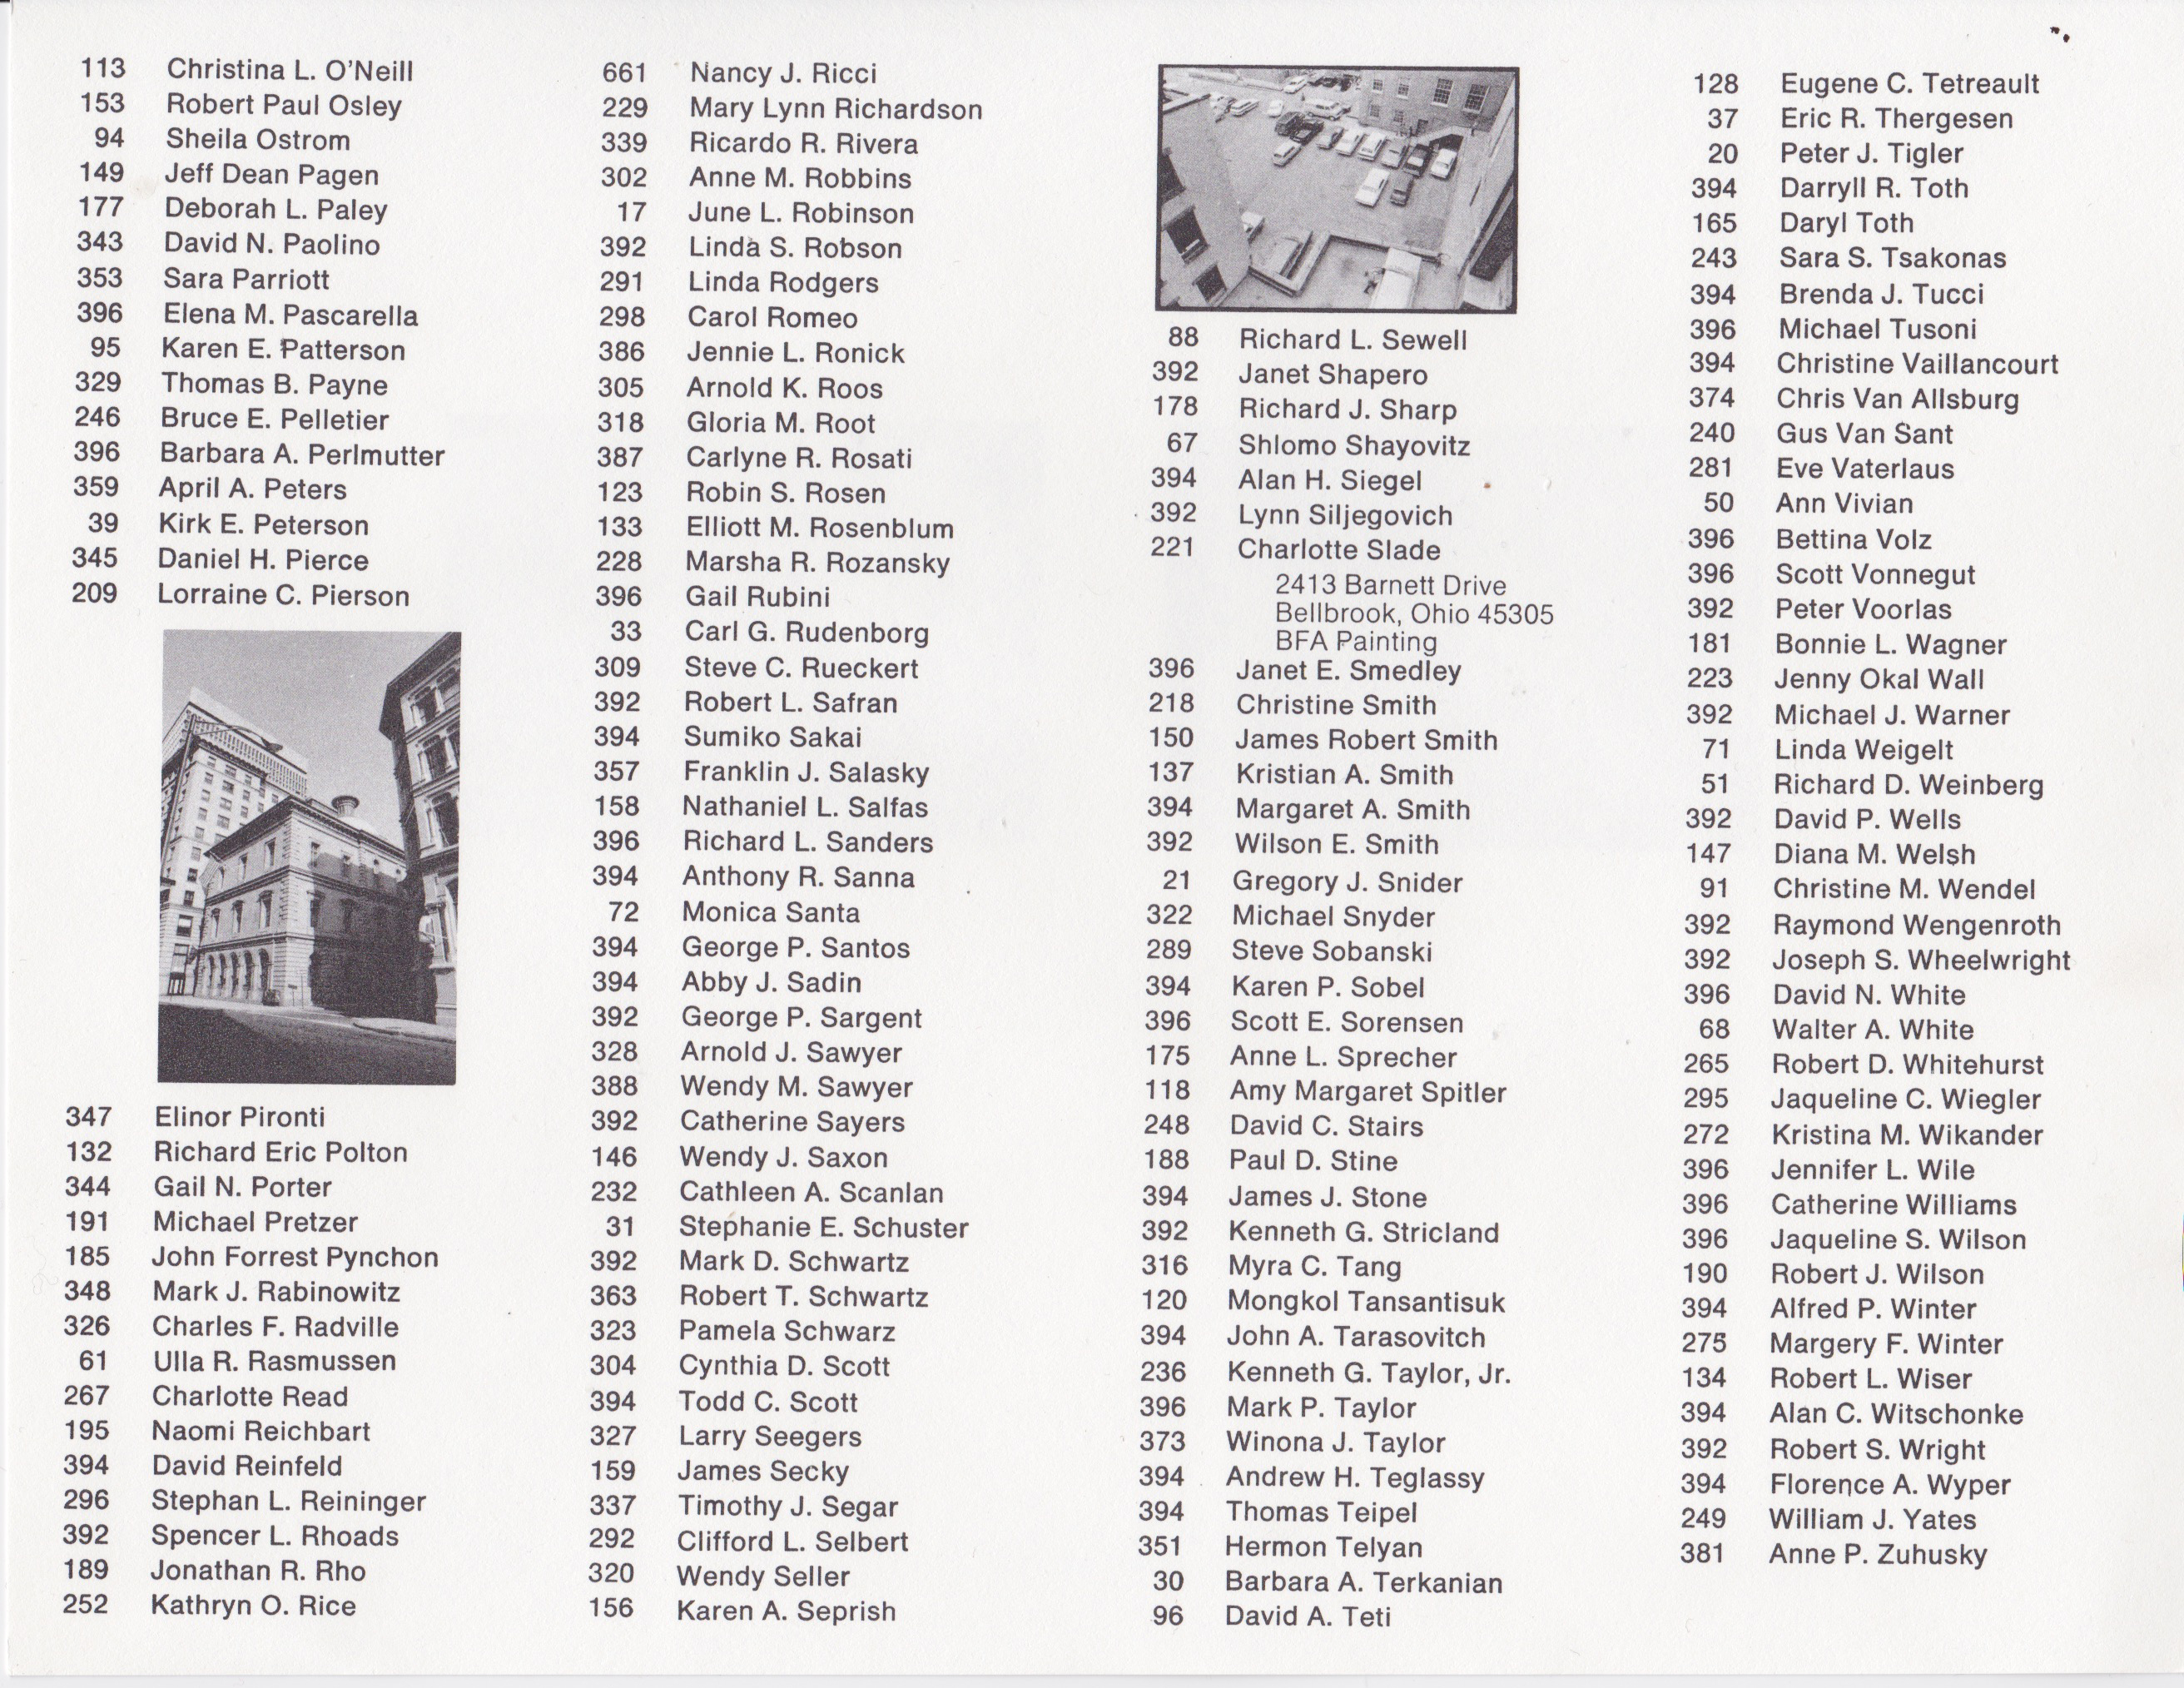 113 Christina L. O'Neill
153 Robert Paul Osley
94 Sheila Ostrom
149 Jeff Dean Pagen
177 Deborah L. Paley
343 David N. Paolino
353 Sara Parriott
396 Elena M. Pascarella
95 Karen E. Patterson
329 Thomas B. Payne
246 Bruce E. Pelletier
396 Barbara A. Perlmutter
359 April A. Peters
39 Kirk E. Peterson
345 Daniel H. Pierce
209 Lorraine C. Pierson
347 Elinor Pironti
132 Richard Eric Polton
344 Gail N. Porter
191 Michael Pretzer
185 John Forrest Pynchon
348 Mark J. Rabinowitz
326 Charles F. Radville
61 Ulla R. Rasmussen
267 Charlotte Read
195 Naomi Reichbart
394 David Reinfeld
296 Stephan L. Reininger
392 Spencer L. Rhoads
189 Jonathan R. Rho
252 Kathryn O. Rice
661 Nancy J. Ricci
229 Mary Lynn Richardson
339 Ricardo R. Rivera
302 Anne M. Robbins
17 June L. Robinson
392 Linda S. Robson
291 Linda Rodgers
298 Carol Romeo
386 Jennie L. Ronick
305 Arnold K. Roos
318 Gloria M. Root
387 Carlyne R. Rosati
123 Robin S. Rosen
133 Elliott M. Rosenblum
228 Marsha R. Rozansky
396 Gail Rubini
33 Carl G. Rudenborg
309 Steve C. Rueckert
392 Robert L. Safran
394 Sumiko Sakai
357 Franklin J. Salasky
158 Nathaniel L. Salfas
396 Richard L. Sanders
394 Anthony R. Sanna
72 Monica Santa
394 George P. Santos
394 Abby J. Sadin
392 George P. Sargent
328 Arnold J. Sawyer
388 Wendy M. Sawyer
392 Catherine Sayers
146 Wendy J. Saxon
232 Cathleen A. Scanlan
31 Stephanie E. Schuster
392 Mark D. Schwartz
363 Robert T. Schwartz
323 Pamela Schwarz
304 Cynthia D. Scott
394 Todd C. Scott
327 Larry Seegers
159 James Secky
337 Timothy J. Segar
292 Clifford L. Selbert
320 Wendy Seller
156 Karen A. Seprish
88 Richard L. Sewell
392 Janet Shapero
178 Richard J. Sharp
67 Shlomo Shayovitz
394 Alan H. Siegel
392 Lynn Siljegovich
221 Charlotte Slade
2413 Barnett Drive
Bellbrook, Ohio 45305
BFA Painting
396 Janet E. Smedley
218 Christine Smith
150 James Robert Smith
137 Kristian A. Smith
394 Margaret A. Smith
392 Wilson E. Smith
21 Gregory J. Snider
322 Michael Snyder
289 Steve Sobanski
394 Karen P. Sobel
396 Scott E. Sorensen
175 Anne L. Sprecher
118 Amy Margaret Spitler
248 David C. Stairs
188 Paul D. Stine
394 James J. Stone
392 Kenneth G. Stricland
316 Myra C. Tang
120 Mongkol Tansantisuk
394 John A. Tarasovitch
236 Kenneth G. Taylor, Jr.
396 Mark P. Taylor
373 Winona J. Taylor
394 Andrew H. Teglassy
394 Thomas Teipel
351 Hermon Telyan
30 Barbara A. Terkanian
96 David A. Teti
128 Eugene C. Tetreault
37 Eric R. Thergesen
20 Peter J. Tigler
394 Darryll R. Toth
165 Daryl Toth
243 Sara S. Tsakonas
394 Brenda J. Tucci
396 Michael Tusoni
394 Christine Vaillancourt
374 Chris Van Allsburg
240 Gus Van Sant
281 Eve Vaterlaus
50 Ann Vivian
396 Bettina Volz
396 Scott Vonnegut
392 Peter Voorlas
181 Bonnie L. Wagner
223 Jenny Okal Wall
392 Michael J. Warner
71 Linda Weigelt
51 Richard D. Weinberg
392 David P. Wells
147 Diana M. Welsh
91 Christine M. Wendel
392 Raymond Wengenroth
392 Joseph S. Wheelwright
396 David N. White
68 Walter A. White
265 Robert D. Whitehurst
295 Jaqueline C. Wiegler
272 Kristina M. Wikander
396 Jennifer L. Wile
396 Catherine Williams
396 Jaqueline S. Wilson
190 Robert J. Wilson
394 Alfred P. Winter
275 Margery F. Winter
134 Robert L. Wiser
394 Alan C. Witschonke
392 Robert S. Wright
394 Florence A. Wyper
249 William J. Yates
381 Anne P. Zuhusky